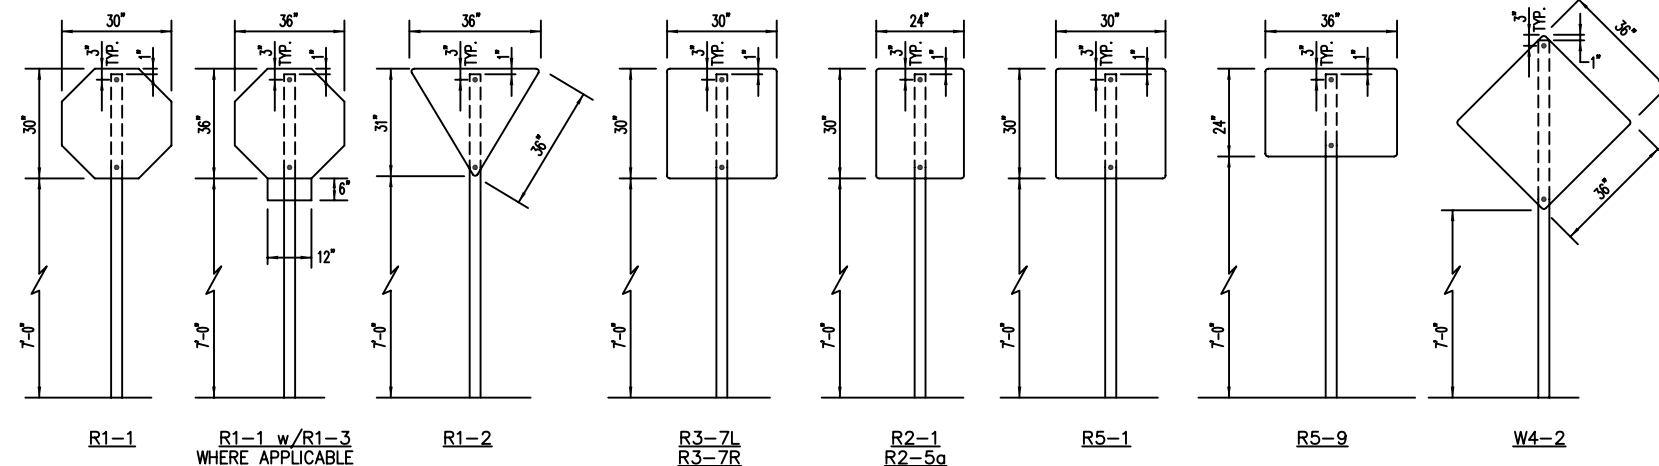 30"
3"
TYP.
1"
30"
7'-0"
R1-1
36"
3"
TYP.
1"
36"
6"
12"
7'-0"
R1-1 w/R1-3
WHERE APPLICABLE
36"
3"
TYP.
1"
31"
36"
7'-0"
R1-2
30"
3"
TYP.
1"
30"
7'-0"
R3-7L
R3-7R
24"
3"
TYP.
1"
30"
7'-0"
R2-1
R2-5a
30"
3"
TYP.
1"
30"
7'-0"
R5-1
36"
3"
TYP.
1"
24"
7'-0"
R5-9
3"
TYP.
36"
1"
36"
7'-0"
W4-2